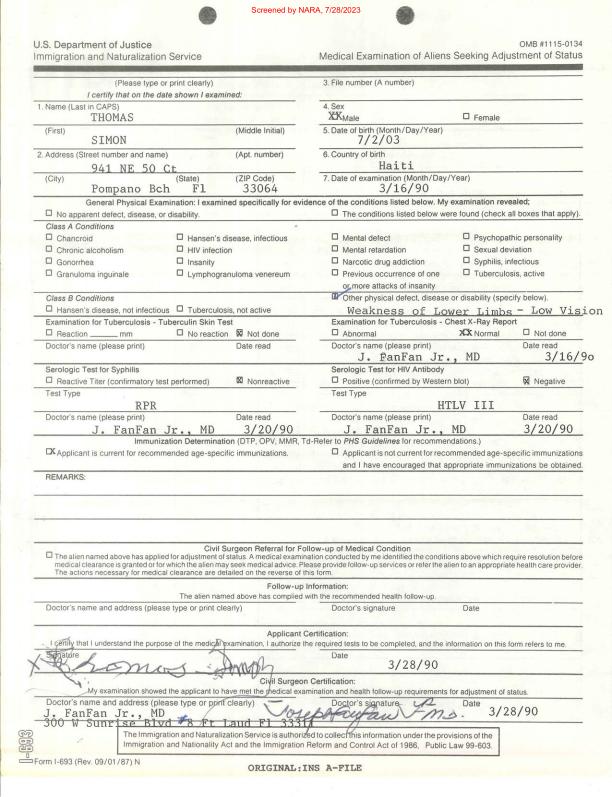 Screened by NARA, 7/28/2023
U.S. Department of Justice
Immigration and Naturalization Service
OMB #1115-0134
Medical Examination of Aliens Seeking Adjustment of Status
(Please type or print clearly)
I certify that on the date shown I examined:
3. File number (A number)
1. Name (Last in CAPS)
THOMAS
4. Sex
XX Male Female
(First) (Middle Initial)
SIMON
5. Date of birth (Month/Day/Year)
7/2/03
2. Address (Street number and name) (Apt. number)
941 NE 50 Ct
6. Country of birth
Haiti
(City) (State) (ZIP Code)
Pompano Bch Fl 33064
7. Date of examination (Month/Day/Year)
3/16/90
General Physical Examination: I examined specifically for evidence of the conditions listed below. My examination revealed;
No apparent defect, disease, or disability. The conditions listed below were found (check all boxes that apply).
Class A Conditions
Chancroid Hansen's disease, infectious Mental defect Psychopathic personality
Chronic alcoholism HIV infection Mental retardation Sexual deviation
Gonorrhea Insanity Narcotic drug addiction Syphilis, infectious
Granuloma inguinale Lymphogranuloma venereum Previous occurrence of one Tuberculosis, active
or more attacks of insanity
Class B Conditions
Other physical defect, disease or disability (specify below).
Hansen's disease, not infectious Tuberculosis, not active
Weakness of Lower Limbs - Low Vision
Examination for Tuberculosis - Tuberculin Skin Test
Reaction mm No reaction X Not done
Examination for Tuberculosis - Chest X-Ray Report
Abnormal XX Normal Not done
Doctor's name (please print) Date read
Doctor's name (please print) Date read
J. FanFan Jr., MD 3/16/9o
Serologic Test for Syphilis
Reactive Titer (confirmatory test performed) X Nonreactive
Serologic Test for HIV Antibody
Positive (confirmed by Western blot) X Negative
Test Type
RPR
Test Type
HTLV III
Doctor's name (please print) Date read
J. FanFan Jr., MD 3/20/90
Doctor's name (please print) Date read
J. FanFan Jr., MD 3/20/90
Immunization Determination (DTP, OPV, MMR, Td-Refer to PHS Guidelines for recommendations.)
X Applicant is current for recommended age-specific immunizations.
Applicant is not current for recommended age-specific immunizations
and I have encouraged that appropriate immunizations be obtained.
REMARKS:
Civil Surgeon Referral for Follow-up of Medical Condition
The alien named above has applied for adjustment of status. A medical examination conducted by me identified the conditions above which require resolution before
medical clearance is granted or for which the alien may seek medical advice. Please provide follow-up services or refer the alien to an appropriate health care provider.
The actions necessary for medical clearance are detailed on the reverse of this form.
Follow-up Information:
The alien named above has complied with the recommended health follow-up.
Doctor's name and address (please type or print clearly) Doctor's signature Date
Applicant Certification:
I certify that I understand the purpose of the medical examination, I authorize the required tests to be completed, and the information on this form refers to me.
Signature Date
Thomas 3/28/90
Civil Surgeon Certification:
My examination showed the applicant to have met the medical examination and health follow-up requirements for adjustment of status.
Doctor's name and address (please type or print clearly) Doctor's signature Date
J. FanFan Jr., MD 3/28/90
300 W Sunrise Blvd #8 Ft Laud Fl
The Immigration and Naturalization Service is authorized to collect this information under the provisions of the
Immigration and Nationality Act and the Immigration Reform and Control Act of 1986, Public Law 99-603.
I-693
Form I-693 (Rev. 09/01/87) N
ORIGINAL:INS A-FILE